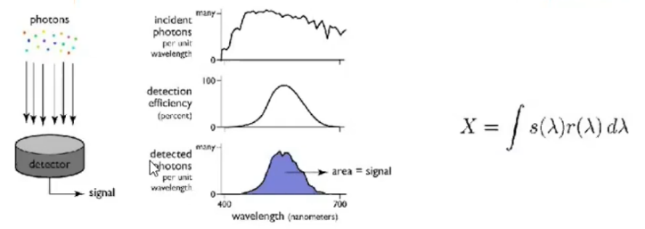 photons
detector
signal
incident
photons
per unit
wavelength
many
0
detection
efficiency
(percent)
100
0
detected
photons
per unit
wavelength
many
0
area = signal
400
700
wavelength (nanometers)
X = ∫ s(λ)r(λ) dλ